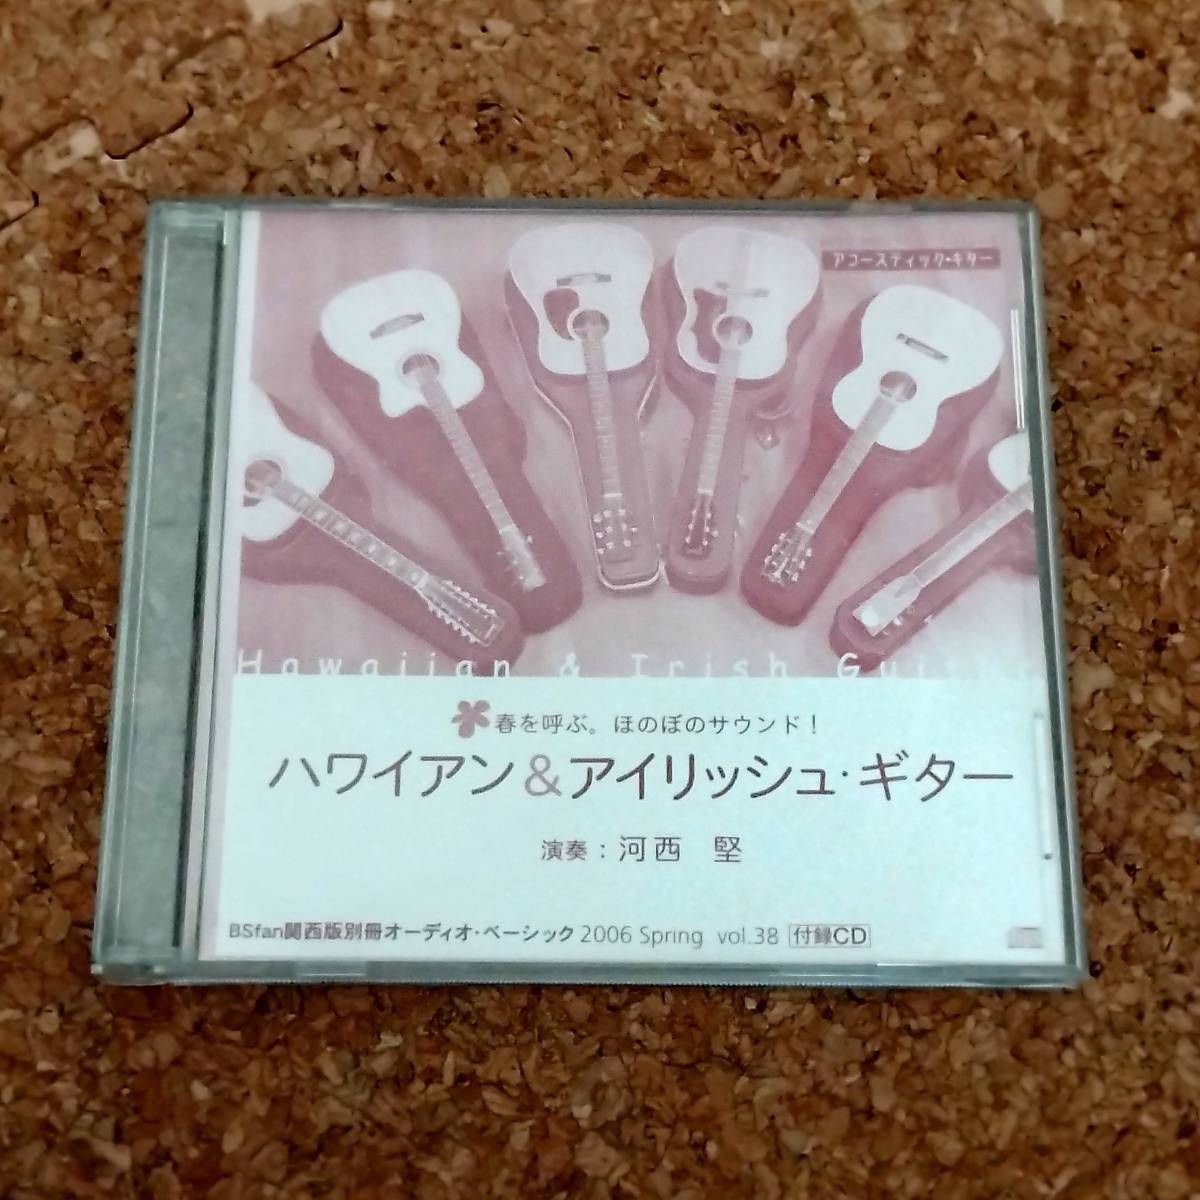 アコースティック・ギター
Hawaiian & Irish Guitar
春を呼ぶ。ほのぼのサウンド！
ハワイアン&アイリッシュ・ギター
演奏：河西 堅
BSfan関西版別冊オーディオ・ベーシック 2006 Spring vol.38 付録CD